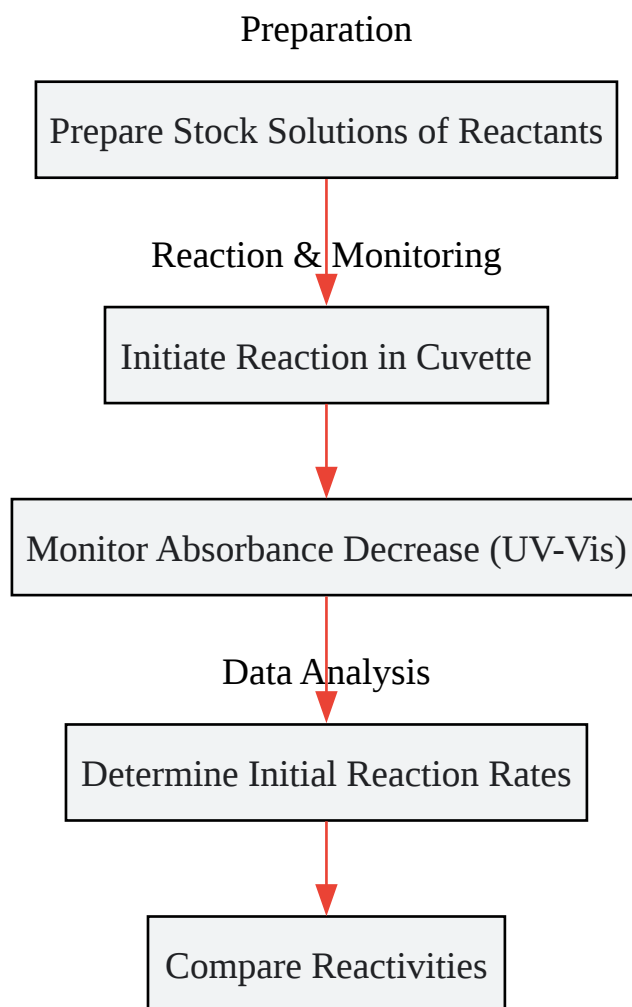 Preparation
Prepare Stock Solutions of Reactants
Reaction & Monitoring
Initiate Reaction in Cuvette
Monitor Absorbance Decrease (UV-Vis)
Data Analysis
Determine Initial Reaction Rates
Compare Reactivities